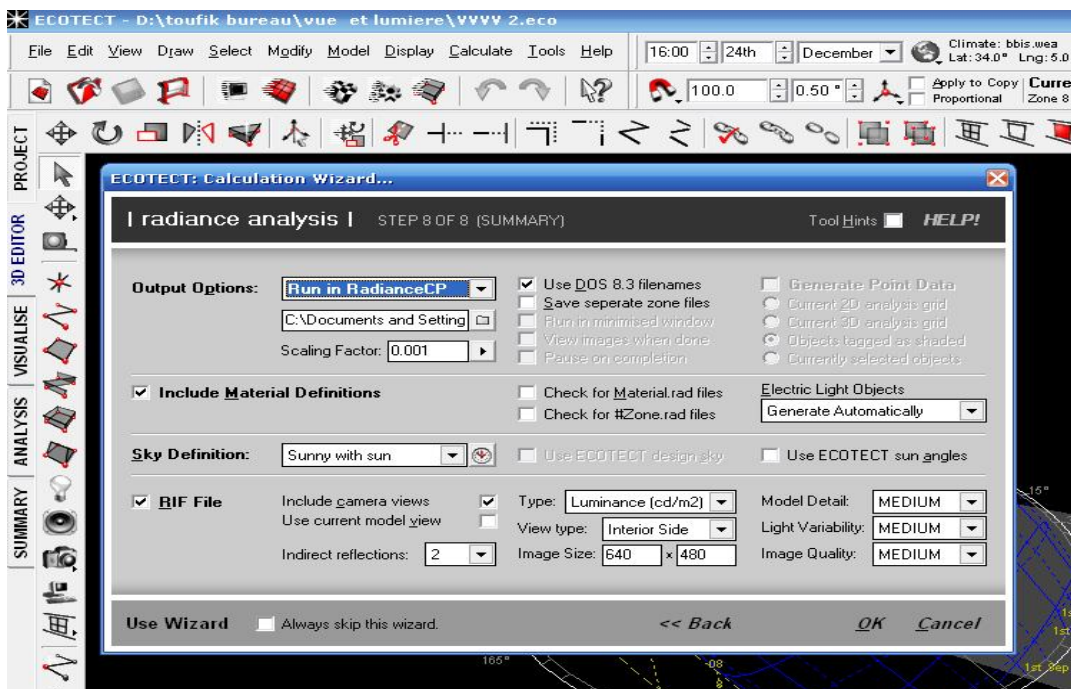 ECOTECT - D:\toufik bureau\vue et lumiere\VVVV 2.eco
File Edit View Draw Select Modify Model Display Calculate Tools Help
16:00 24th December Climate: bbis.wea
Lat: 34.0° Lng: 5.0
100.0 0.50 ° Apply to Copy Curre
Proportional Zone 8
PROJECT
3D EDITOR
VISUALISE
ANALYSIS
SUMMARY
ECOTECT: Calculation Wizard...
| radiance analysis | STEP 8 OF 8 (SUMMARY) Tool Hints HELP!
Output Options: Run in RadianceCP Use DOS 8.3 filenames Generate Point Data
C:\Documents and Setting Save seperate zone files Current 2D analysis grid
Run in minimised window Current 3D analysis grid
Scaling Factor: 0.001 View images when done Objects tagged as shaded
Pause on completion Currently selected objects
Include Material Definitions Check for Material.rad files Electric Light Objects
Check for #Zone.rad files Generate Automatically
Sky Definition: Sunny with sun Use ECOTECT design sky Use ECOTECT sun angles
RIF File Include camera views Type: Luminance (cd/m2) Model Detail: MEDIUM
Use current model view View type: Interior Side Light Variability: MEDIUM
Indirect reflections: 2 Image Size: 640 x 480 Image Quality: MEDIUM
Use Wizard Always skip this wizard. << Back OK Cancel
15°
165°
08
1st
1st Sep